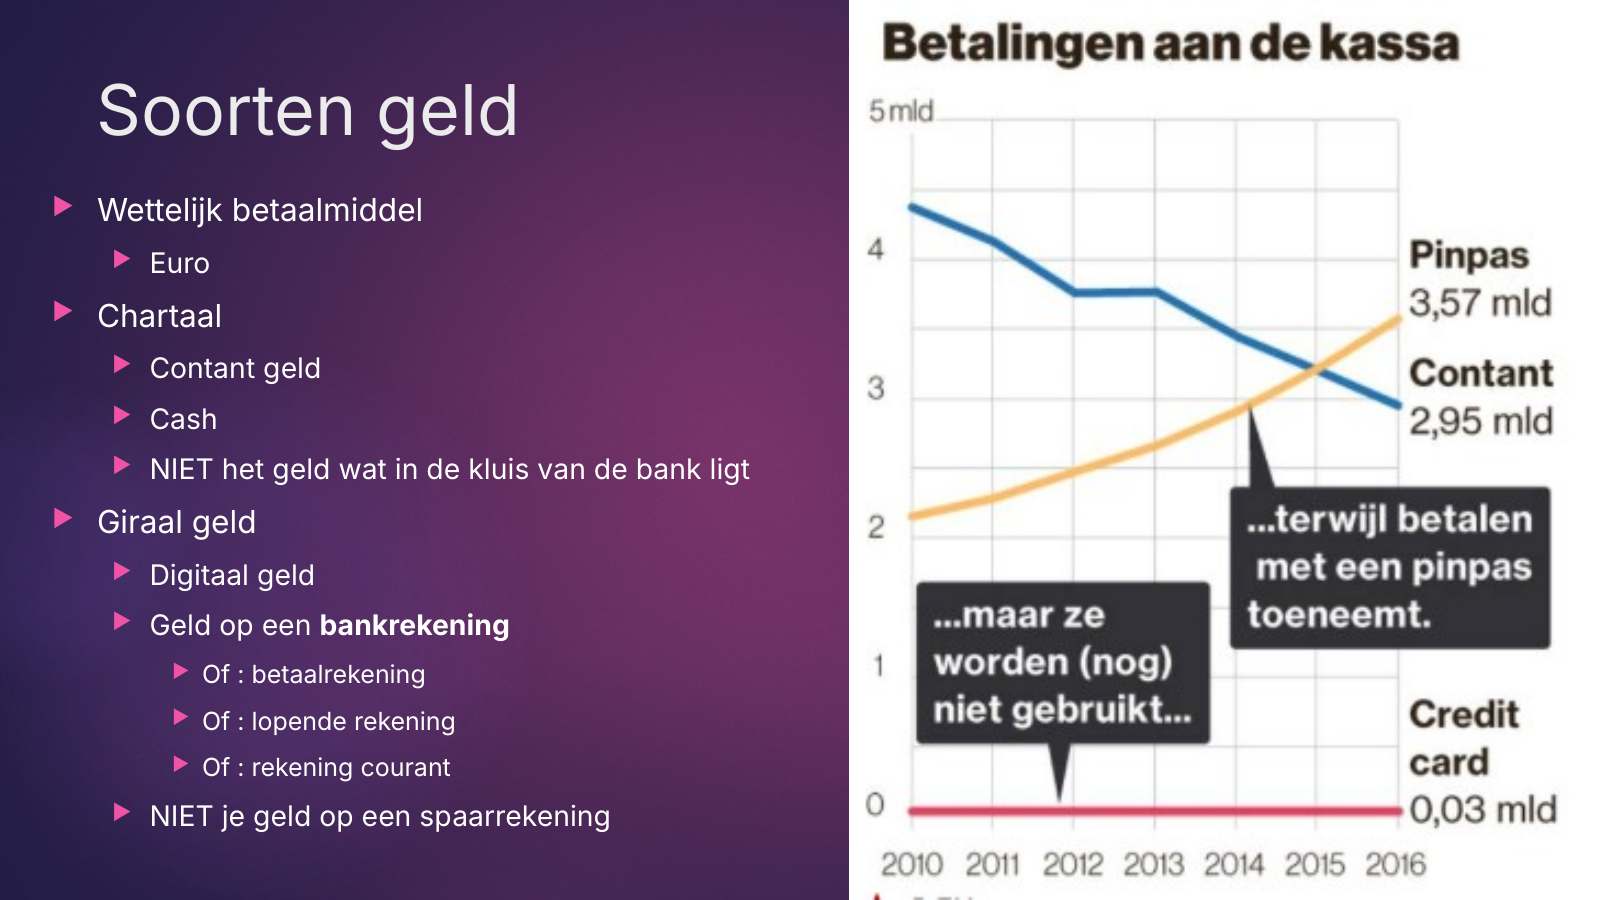 Soorten geld
Wettelijk betaalmiddel
Euro
Chartaal
Contant geld
Cash
NIET het geld wat in de kluis van de bank ligt
Giraal geld
Digitaal geld
Geld op een bankrekening
Of : betaalrekening
Of : lopende rekening
Of : rekening courant
NIET je geld op een spaarrekening
Betalingen aan de kassa
5 mld
4
3
2
1
0
Pinpas
3,57 mld
Contant
2,95 mld
...terwijl betalen
met een pinpas
toeneemt.
...maar ze
worden (nog)
niet gebruikt...
Credit
card
0,03 mld
2010 2011 2012 2013 2014 2015 2016